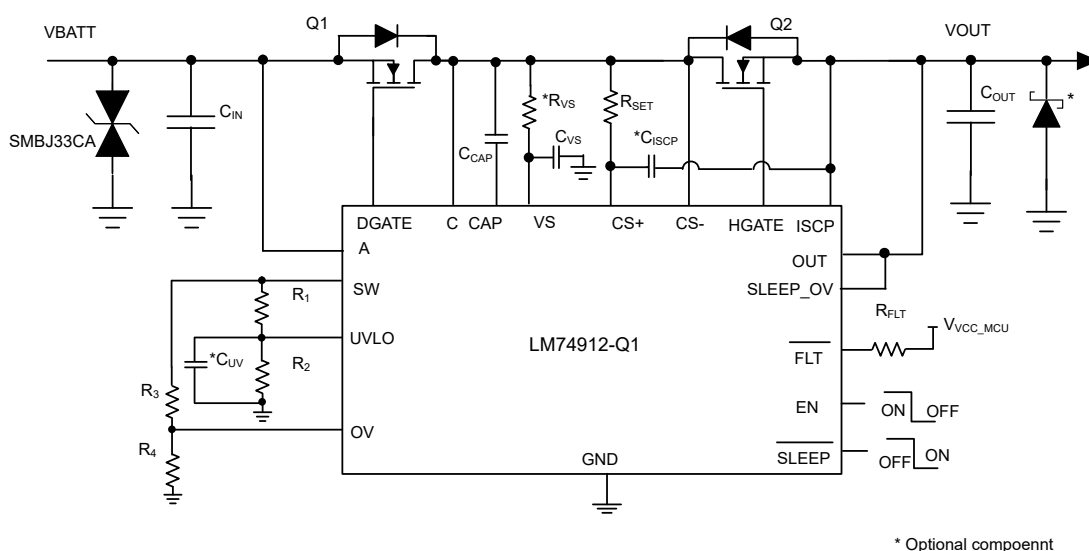 VBATT
Q1
Q2
VOUT
SMBJ33CA
CIN
CCAP
*RVS
CVS
RSET
*CISCP
COUT
*
DGATE
C
CAP
VS
CS+
CS-
HGATE
ISCP
A
OUT
SW
SLEEP_OV
R1
RFLT
VVCC_MCU
UVLO
LM74912-Q1
*CUV
R2
FLT
R3
EN
ON
OFF
OV
R4
GND
SLEEP
OFF
ON
* Optional compoennt